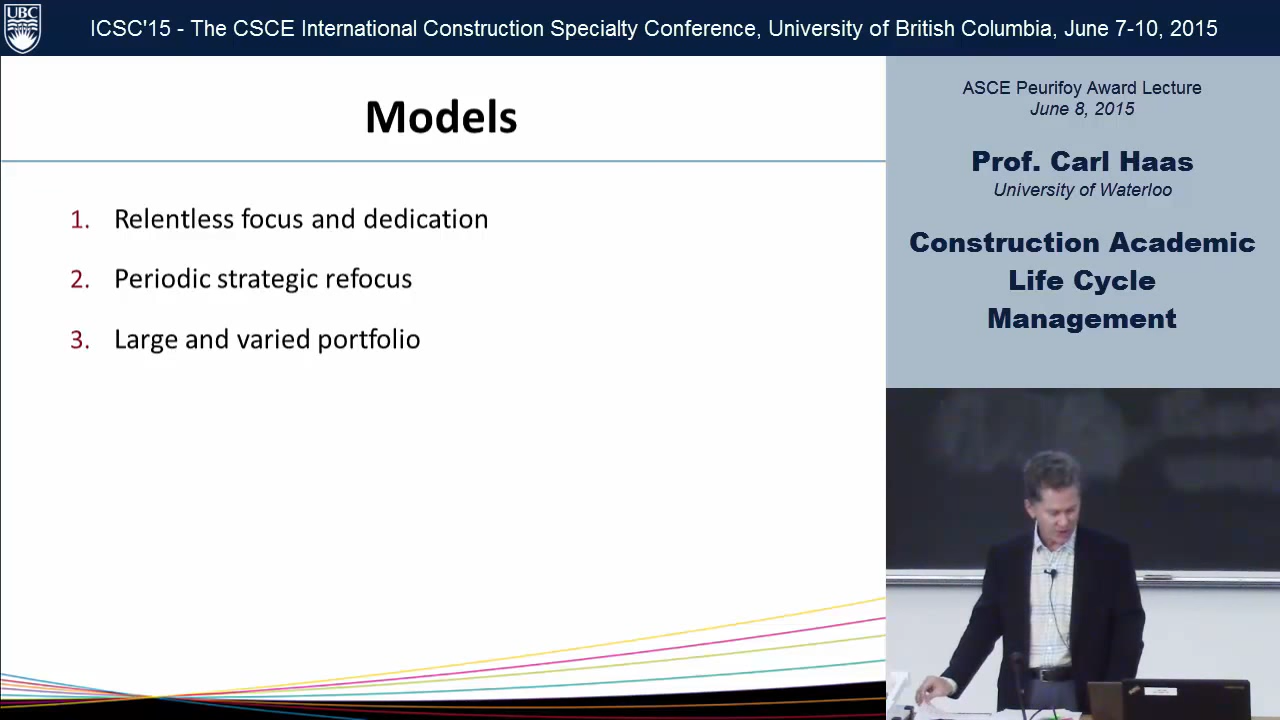 UBC
ICSC'15 - The CSCE International Construction Specialty Conference, University of British Columbia, June 7-10, 2015
Models
1. Relentless focus and dedication
2. Periodic strategic refocus
3. Large and varied portfolio
ASCE Peurifoy Award Lecture
June 8, 2015
Prof. Carl Haas
University of Waterloo
Construction Academic
Life Cycle
Management